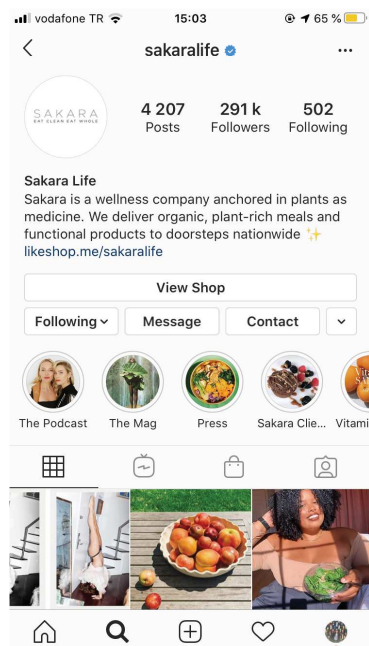 vodafone TR 15:03 65 %
sakaralife
SAKARA
EAT CLEAN EAT WHOLE
4 207 291 k 502
Posts Followers Following
Sakara Life
Sakara is a wellness company anchored in plants as
medicine. We deliver organic, plant-rich meals and
functional products to doorsteps nationwide ✨
likeshop.me/sakaralife
View Shop
Following Message Contact
The Podcast The Mag Press Sakara Clie... Vitami